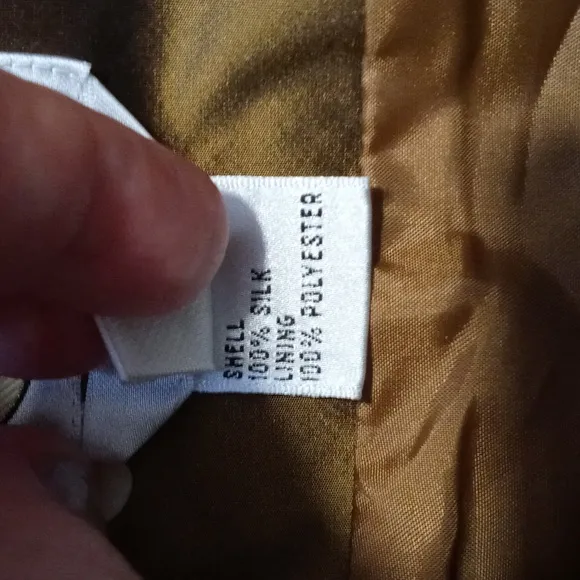 SHELL
100% SILK
LINING
100% POLYESTER